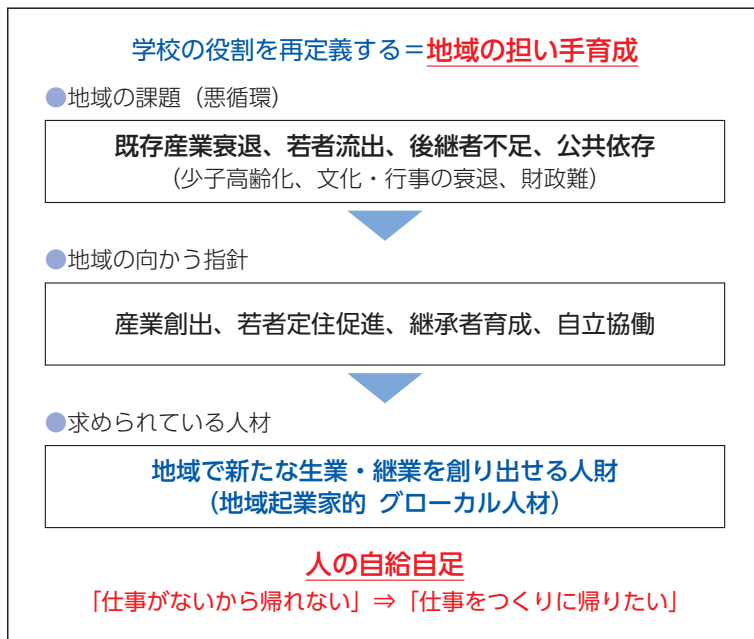 学校の役割を再定義する＝地域の担い手育成
●地域の課題（悪循環）
既存産業衰退、若者流出、後継者不足、公共依存
（少子高齢化、文化・行事の衰退、財政難）
●地域の向かう指針
産業創出、若者定住促進、継承者育成、自立協働
●求められている人材
地域で新たな生業・継業を創り出せる人財
（地域起業家的 グローカル人材）
人の自給自足
「仕事がないから帰れない」⇒「仕事をつくりに帰りたい」